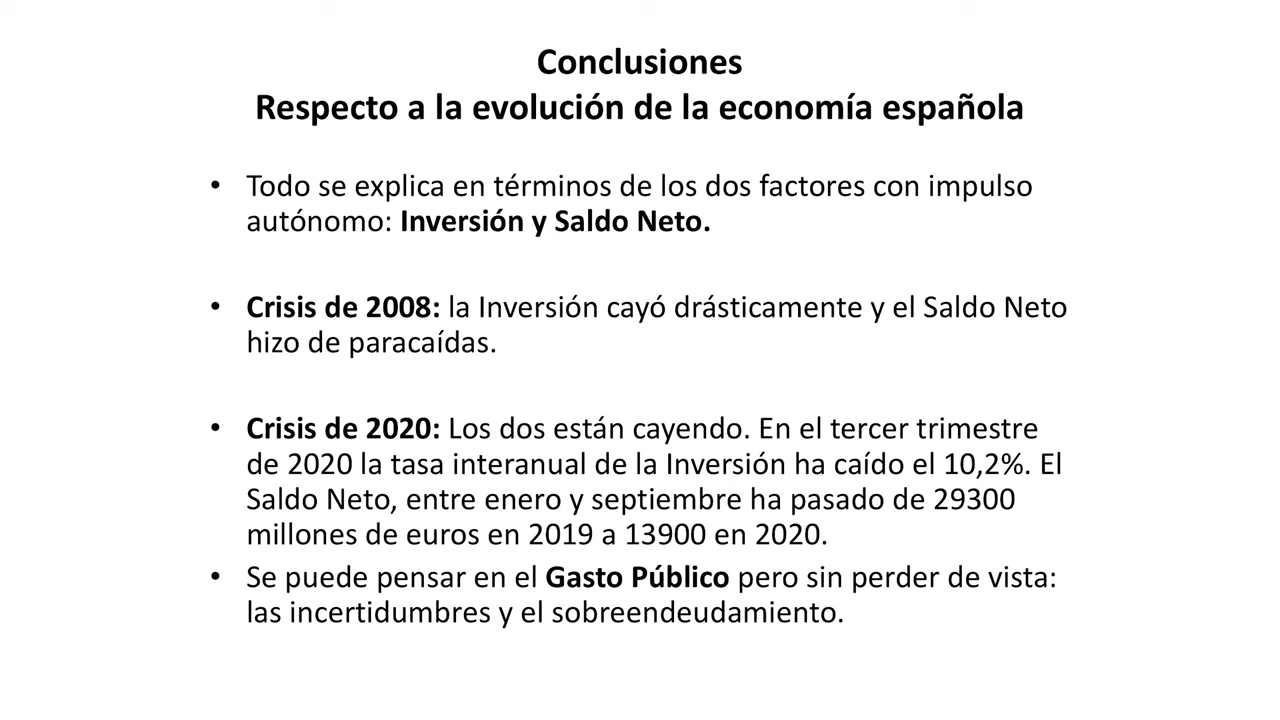 Conclusiones
Respecto a la evolución de la economía española
• Todo se explica en términos de los dos factores con impulso
autónomo: Inversión y Saldo Neto.
• Crisis de 2008: la Inversión cayó drásticamente y el Saldo Neto
hizo de paracaídas.
• Crisis de 2020: Los dos están cayendo. En el tercer trimestre
de 2020 la tasa interanual de la Inversión ha caído el 10,2%. El
Saldo Neto, entre enero y septiembre ha pasado de 29300
millones de euros en 2019 a 13900 en 2020.
• Se puede pensar en el Gasto Público pero sin perder de vista:
las incertidumbres y el sobreendeudamiento.